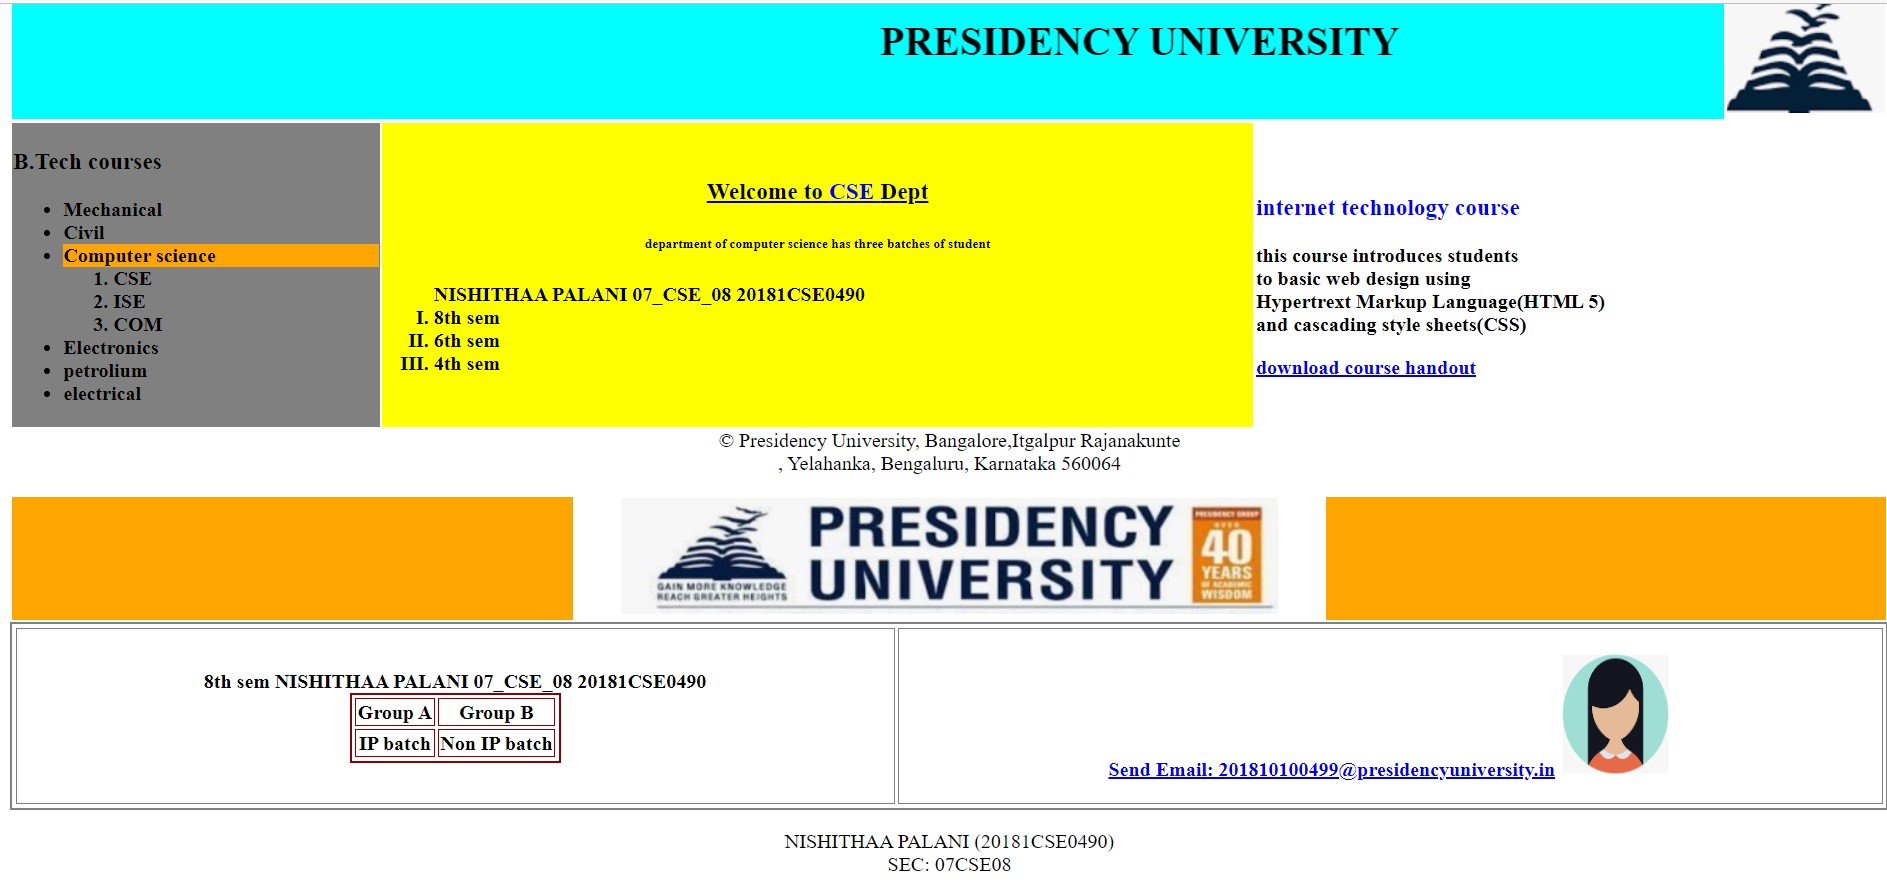 PRESIDENCY UNIVERSITY
B.Tech courses
• Mechanical
• Civil
• Computer science
1. CSE
2. ISE
3. COM
• Electronics
• petrolium
• electrical
Welcome to CSE Dept
department of computer science has three batches of student
NISHITHAA PALANI 07_CSE_08 20181CSE0490
I. 8th sem
II. 6th sem
III. 4th sem
internet technology course
this course introduces students
to basic web design using
Hypertrext Markup Language(HTML 5)
and cascading style sheets(CSS)
download course handout
© Presidency University, Bangalore,Itgalpur Rajanakunte
, Yelahanka, Bengaluru, Karnataka 560064
GAIN MORE KNOWLEDGE
REACH GREATER HEIGHTS
PRESIDENCY
UNIVERSITY
PRESIDENCY GROUP
OVER
40
YEARS
OF ACADEMIC
WISDOM
8th sem NISHITHAA PALANI 07_CSE_08 20181CSE0490
Group A Group B
IP batch Non IP batch
Send Email: 201810100499@presidencyuniversity.in
NISHITHAA PALANI (20181CSE0490)
SEC: 07CSE08